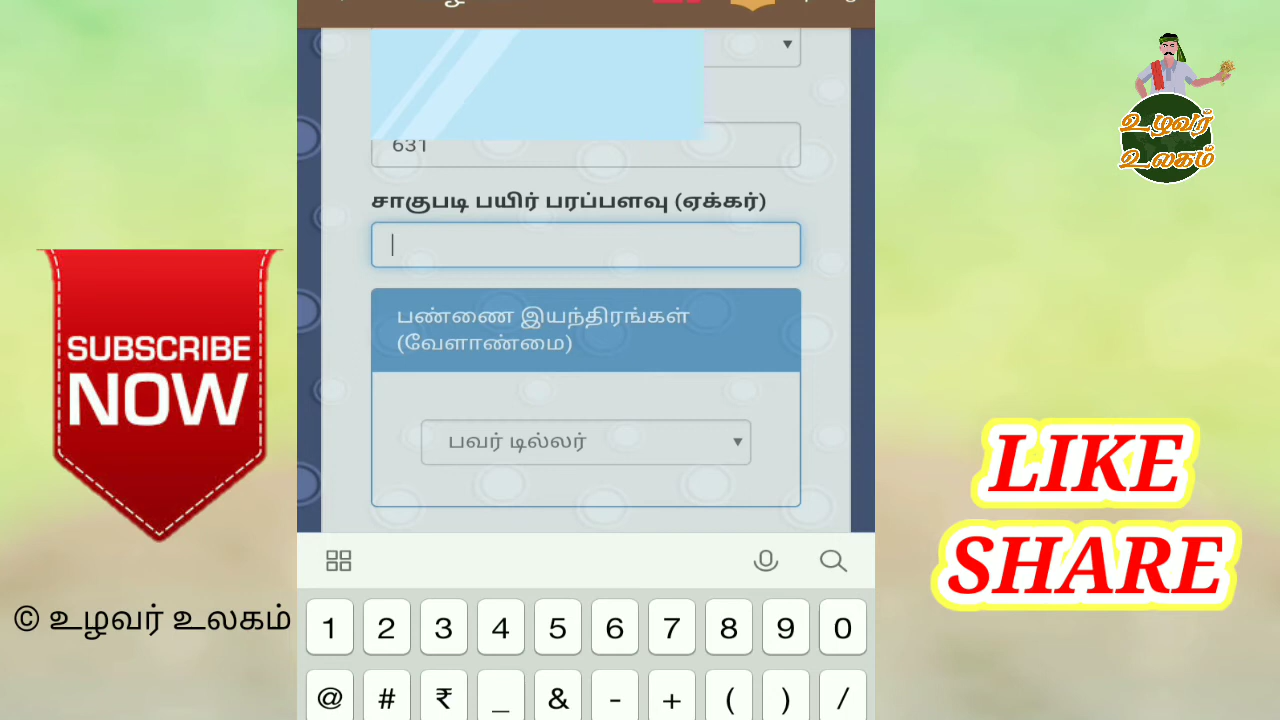 631
சாகுபடி பயிர் பரப்பளவு (ஏக்கர்)
பண்ணை இயந்திரங்கள்
(வேளாண்மை)
பவர் டில்லர்
1 2 3 4 5 6 7 8 9 0
@ # ₹ _ & - + ( ) /
SUBSCRIBE
NOW
© உழவர் உலகம்
உழவர்
உலகம்
LIKE
SHARE